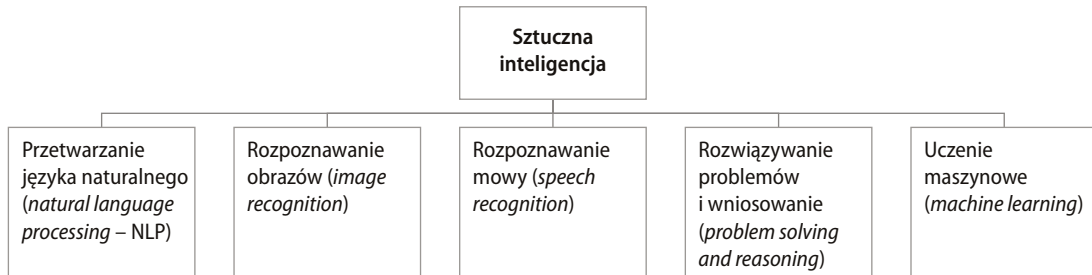 Sztuczna
inteligencja
Przetwarzanie
języka naturalnego
(natural language
processing – NLP)
Rozpoznawanie
obrazów (image
recognition)
Rozpoznawanie
mowy (speech
recognition)
Rozwiązywanie
problemów
i wniosowanie
(problem solving
and reasoning)
Uczenie
maszynowe
(machine learning)